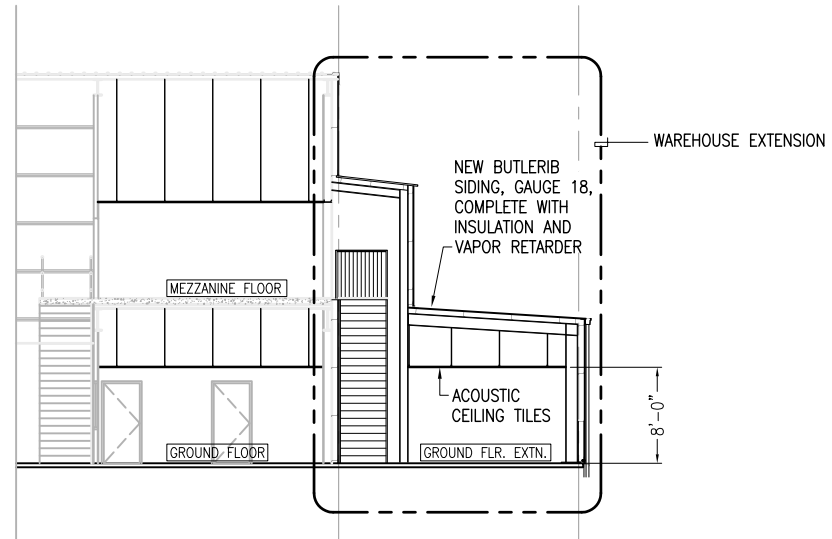 WAREHOUSE EXTENSION
NEW BUTLERIB
SIDING, GAUGE 18,
COMPLETE WITH
INSULATION AND
VAPOR RETARDER
MEZZANINE FLOOR
ACOUSTIC
CEILING TILES
8'-0"
GROUND FLOOR
GROUND FLR. EXTN.